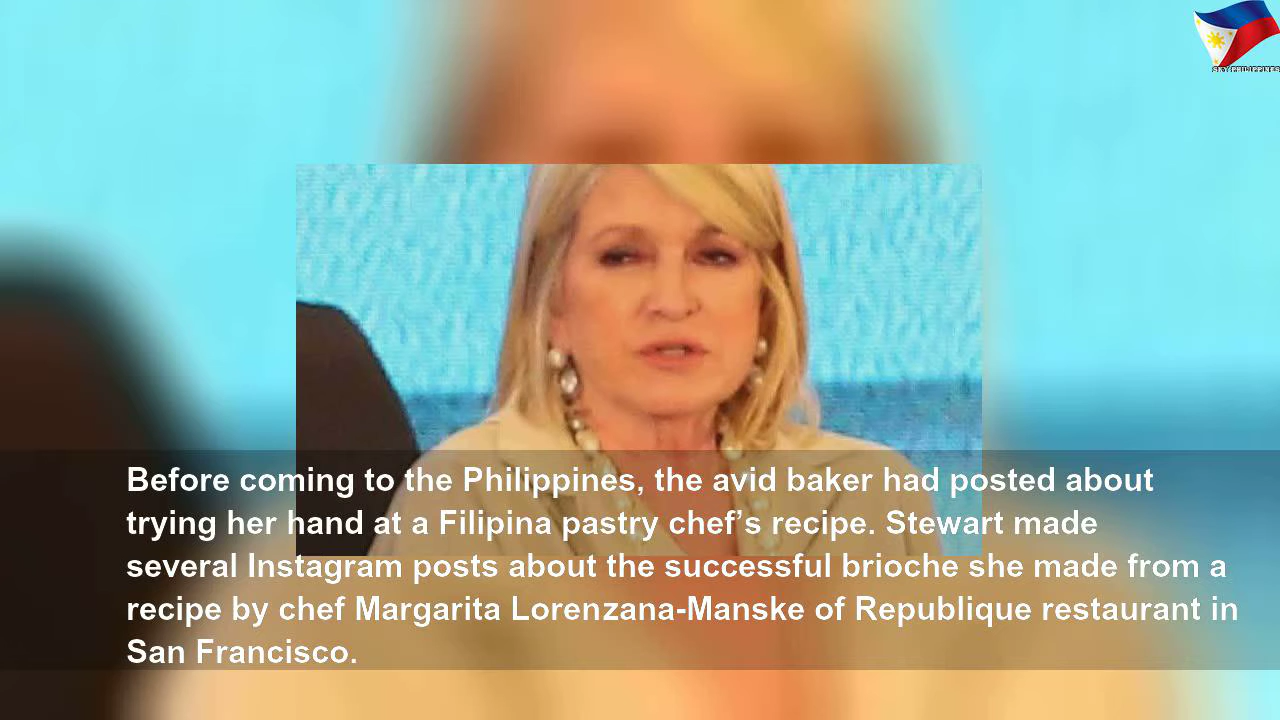 SKY PHILIPPINES
Before coming to the Philippines, the avid baker had posted about
trying her hand at a Filipina pastry chef’s recipe. Stewart made
several Instagram posts about the successful brioche she made from a
recipe by chef Margarita Lorenzana-Manske of Republique restaurant in
San Francisco.